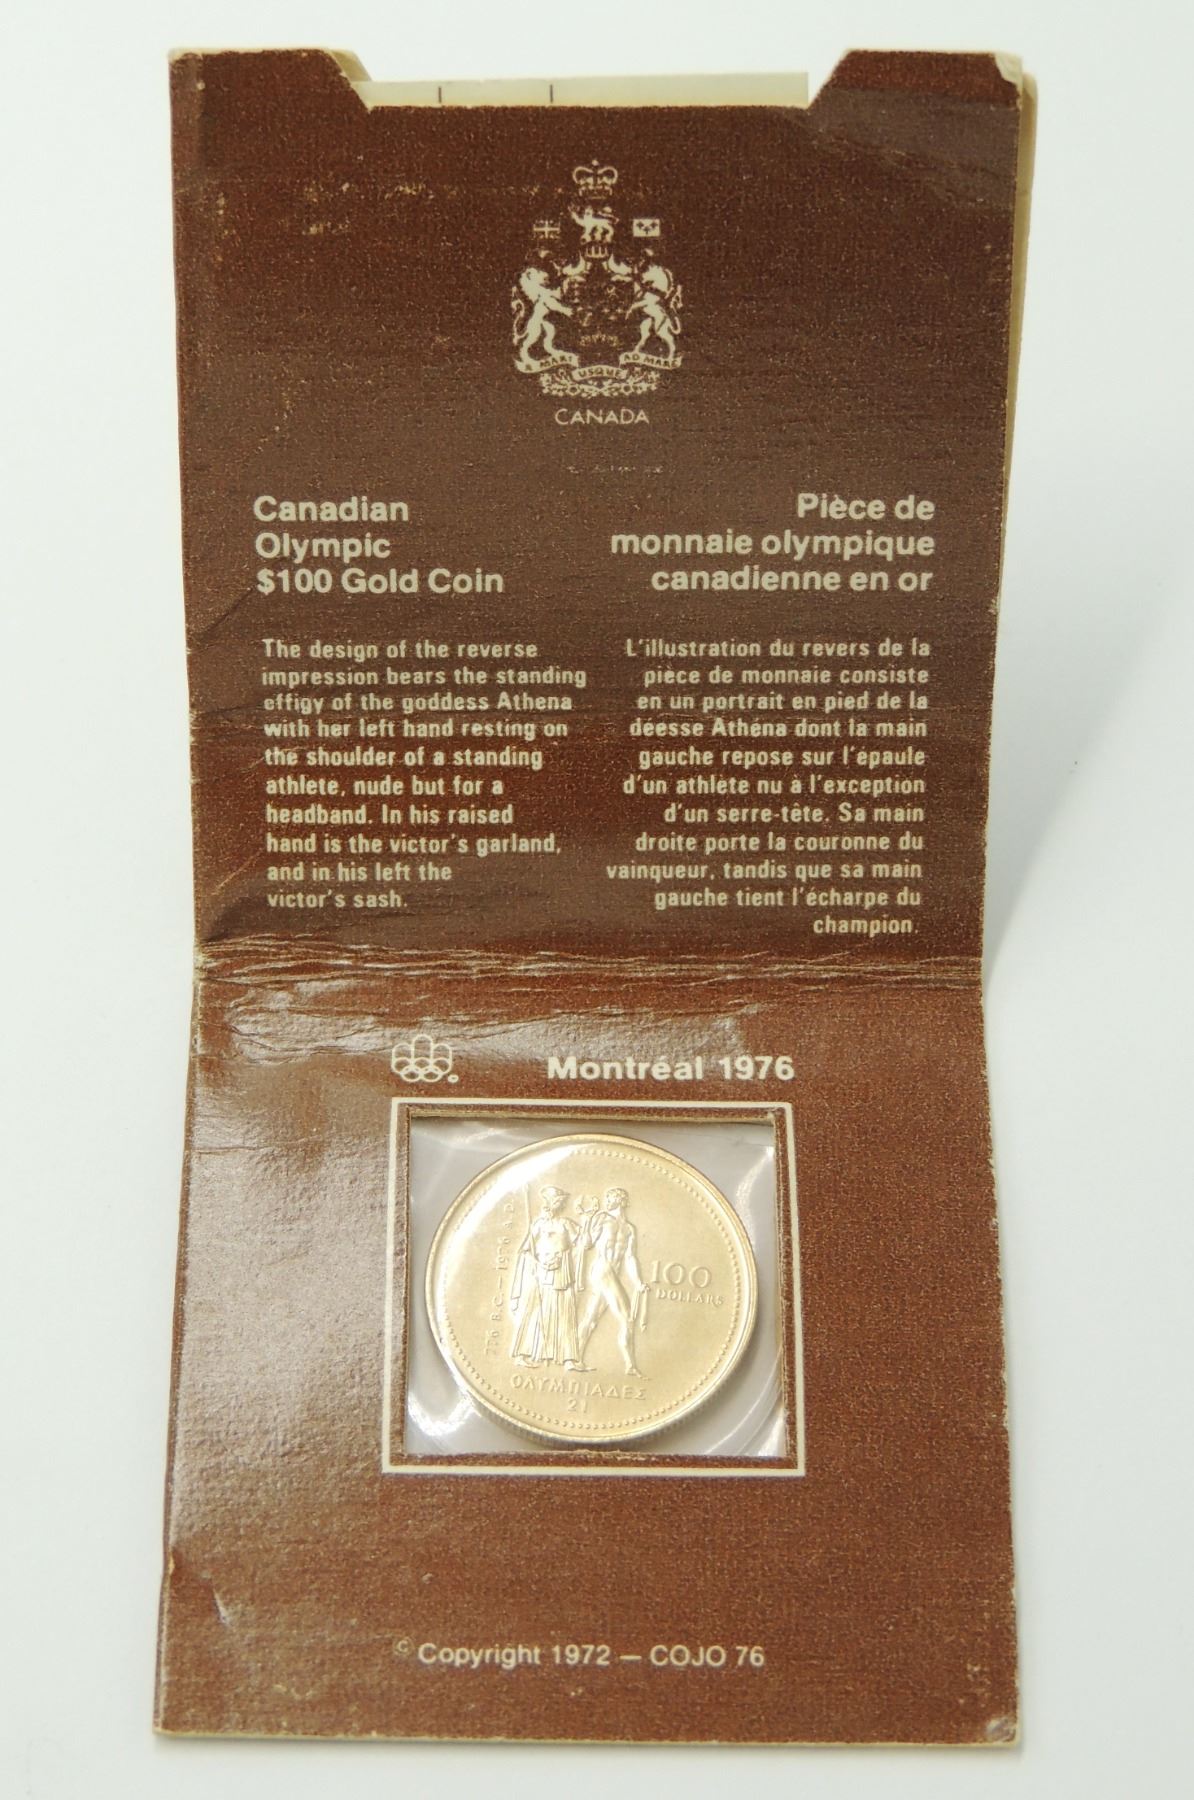 A MARI USQUE AD MARE
CANADA
Canadian
Olympic
$100 Gold Coin
The design of the reverse
impression bears the standing
effigy of the goddess Athena
with her left hand resting on
the shoulder of a standing
athlete, nude but for a
headband. In his raised
hand is the victor's garland,
and in his left the
victor's sash.
Pièce de
monnaie olympique
canadienne en or
L'illustration du revers de la
pièce de monnaie consiste
en un portrait en pied de la
déesse Athéna dont la main
gauche repose sur l'épaule
d'un athlète nu à l'exception
d'un serre-tête. Sa main
droite porte la couronne du
vainqueur, tandis que sa main
gauche tient l'écharpe du
champion.
Montréal 1976
776 B.C. – 1976 A.D.
100
DOLLARS
ΟΛΥΜΠΙΑΔΕΣ
21
© Copyright 1972 — COJO 76